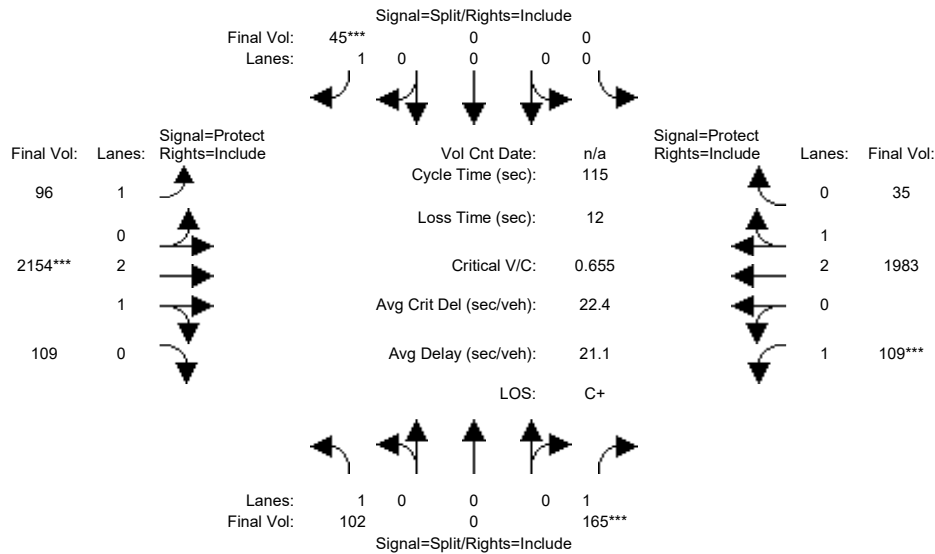 Signal=Split/Rights=Include
Final Vol: 45*** 0 0
Lanes: 1 0 0 0 0
Signal=Protect
Final Vol: Lanes: Rights=Include
Vol Cnt Date: n/a
Signal=Protect
Rights=Include Lanes: Final Vol:
Cycle Time (sec): 115
96 1
0 35
Loss Time (sec): 12
0
1
2154*** 2
Critical V/C: 0.655
2 1983
1
Avg Crit Del (sec/veh): 22.4
0
109 0
Avg Delay (sec/veh): 21.1
1 109***
LOS: C+
Lanes: 1 0 0 0 1
Final Vol: 102 0 165***
Signal=Split/Rights=Include